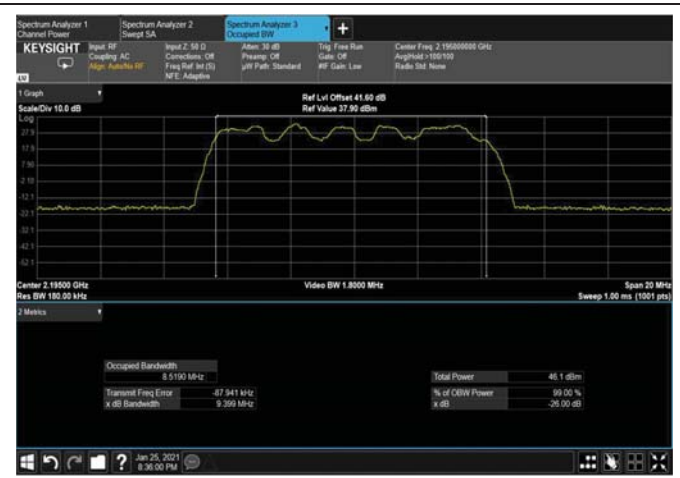 Spectrum Analyzer 1
Channel Power
Spectrum Analyzer 2
Swept SA
Spectrum Analyzer 3
Occupied BW
+
KEYSIGHT
Input: RF
Coupling: AC
Align: Auto/No RF
Input Z: 50 Ω
Corrections: Off
Freq Ref: Int (S)
NFE: Adaptive
Atten: 30 dB
Preamp: Off
µW Path: Standard
Trig: Free Run
Gate: Off
#IF Gain: Low
Center Freq: 2.195000000 GHz
Avg|Hold:>100/100
Radio Std: None
1 Graph
Scale/Div 10.0 dB
Ref Lvl Offset 41.60 dB
Ref Value 37.90 dBm
Log
27.9
17.9
7.90
-2.10
-12.1
-22.1
-32.1
-42.1
-52.1
Center 2.19500 GHz
Res BW 180.00 kHz
Video BW 1.8000 MHz
Span 20 MHz
Sweep 1.00 ms (1001 pts)
2 Metrics
Occupied Bandwidth
8.5190 MHz
Total Power 46.1 dBm
Transmit Freq Error -87.941 kHz
% of OBW Power 99.00 %
x dB Bandwidth 9.399 MHz
x dB -26.00 dB
?
Jan 25, 2021
8:36:00 PM